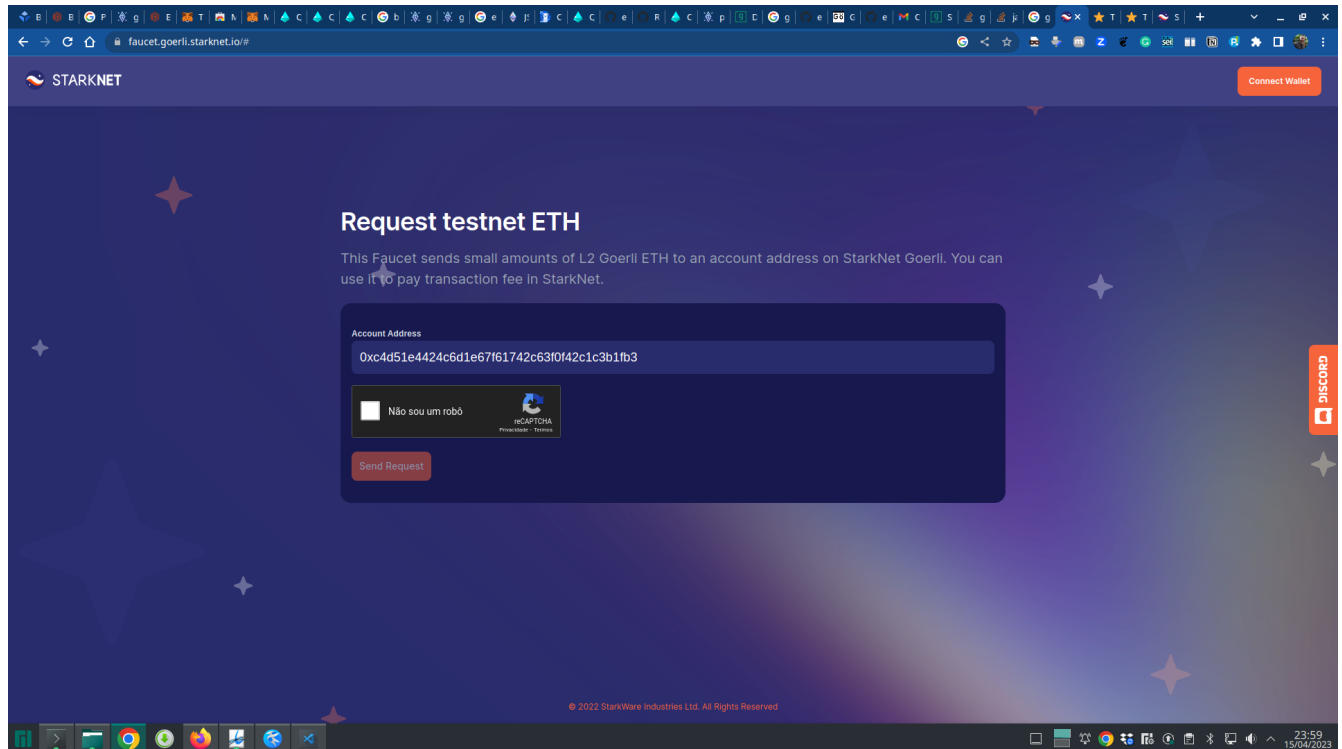 faucet.goerli.starknet.io/#
STARKNET
Connect Wallet
Request testnet ETH
This Faucet sends small amounts of L2 Goerli ETH to an account address on StarkNet Goerli. You can
use it to pay transaction fee in StarkNet.
Account Address
0xc4d51e4424c6d1e67f61742c63f0f42c1c3b1fb3
Não sou um robô
reCAPTCHA
Privacidade - Termos
Send Request
DISCORD
© 2022 StarkWare Industries Ltd. All Rights Reserved
23:59
15/04/2023